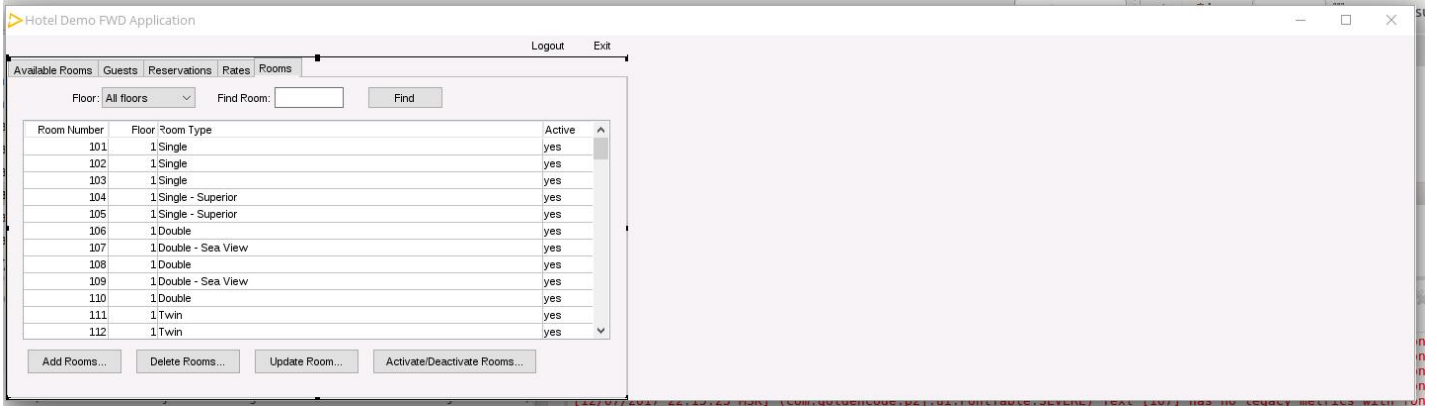 Hotel Demo FWD Application
Logout Exit
Available Rooms Guests Reservations Rates Rooms
Floor: All floors Find Room: Find
Room Number Floor Room Type Active
101 1 Single yes
102 1 Single yes
103 1 Single yes
104 1 Single - Superior yes
105 1 Single - Superior yes
106 1 Double yes
107 1 Double - Sea View yes
108 1 Double yes
109 1 Double - Sea View yes
110 1 Double yes
111 1 Twin yes
112 1 Twin yes
Add Rooms... Delete Rooms... Update Room... Activate/Deactivate Rooms...